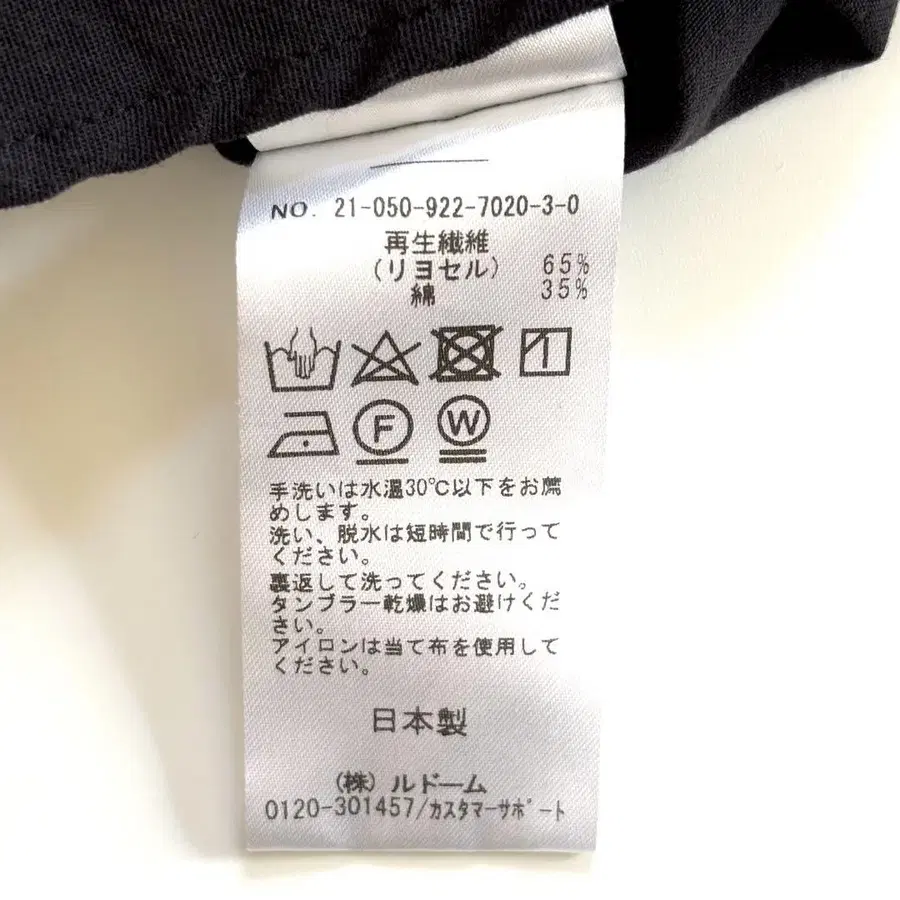 NO. 21-050-922-7020-3-0
再生繊維
(リヨセル) 65%
綿 35%
F W
手洗いは水温30℃以下をお薦
めします。
洗い、脱水は短時間で行って
ください。
裏返して洗ってください。
タンブラー乾燥はお避けくだ
さい。
アイロンは当て布を使用して
ください。
日本製
(株)ルドーム
0120-301457/カスタマーサポート